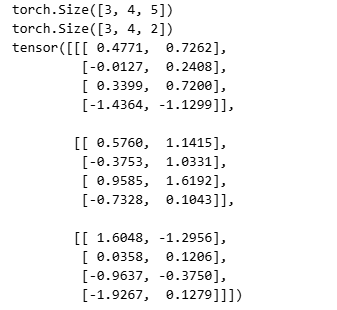 torch.Size([3, 4, 5])
torch.Size([3, 4, 2])
tensor([[[ 0.4771,  0.7262],
         [-0.0127,  0.2408],
         [ 0.3399,  0.7200],
         [-1.4364, -1.1299]],

        [[ 0.5760,  1.1415],
         [-0.3753,  1.0331],
         [ 0.9585,  1.6192],
         [-0.7328,  0.1043]],

        [[ 1.6048, -1.2956],
         [ 0.0358,  0.1206],
         [-0.9637, -0.3750],
         [-1.9267,  0.1279]]])